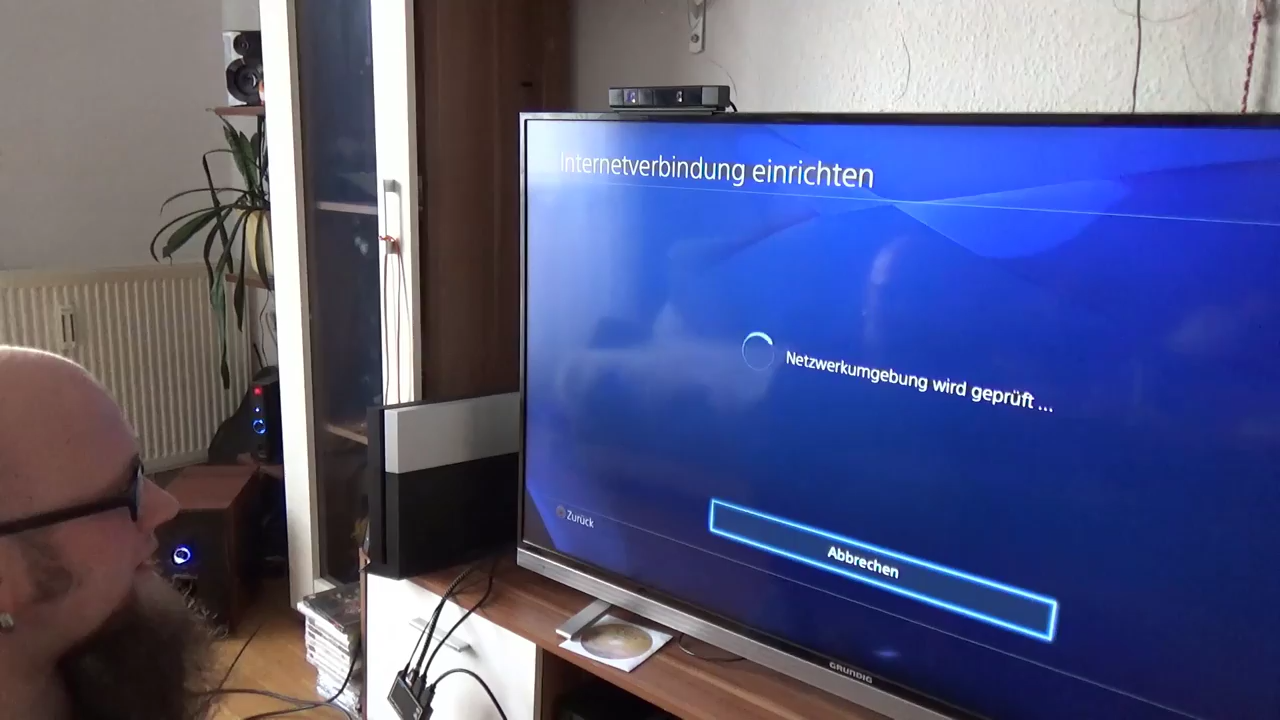 Internetverbindung einrichten
Netzwerkumgebung wird geprüft ...
Zurück
Abbrechen
GRUNDIG